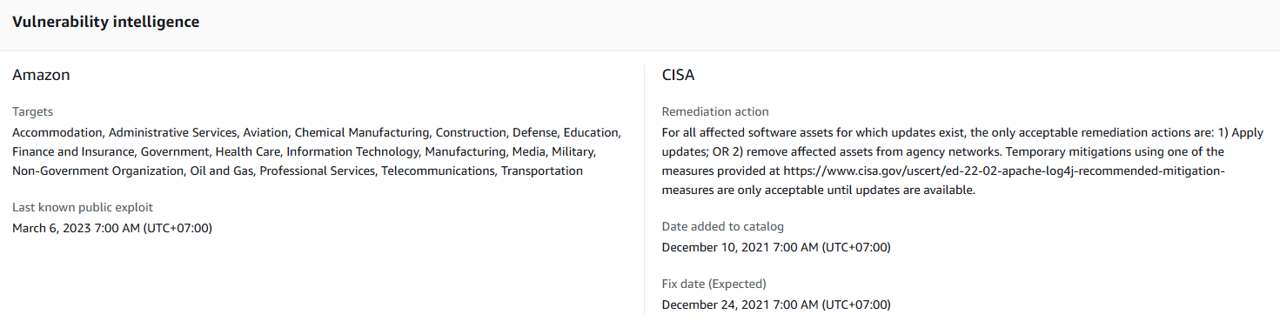 Vulnerability intelligence
Amazon
Targets
Accommodation, Administrative Services, Aviation, Chemical Manufacturing, Construction, Defense, Education,
Finance and Insurance, Government, Health Care, Information Technology, Manufacturing, Media, Military,
Non-Government Organization, Oil and Gas, Professional Services, Telecommunications, Transportation
Last known public exploit
March 6, 2023 7:00 AM (UTC+07:00)
CISA
Remediation action
For all affected software assets for which updates exist, the only acceptable remediation actions are: 1) Apply
updates; OR 2) remove affected assets from agency networks. Temporary mitigations using one of the
measures provided at https://www.cisa.gov/uscert/ed-22-02-apache-log4j-recommended-mitigation-
measures are only acceptable until updates are available.
Date added to catalog
December 10, 2021 7:00 AM (UTC+07:00)
Fix date (Expected)
December 24, 2021 7:00 AM (UTC+07:00)